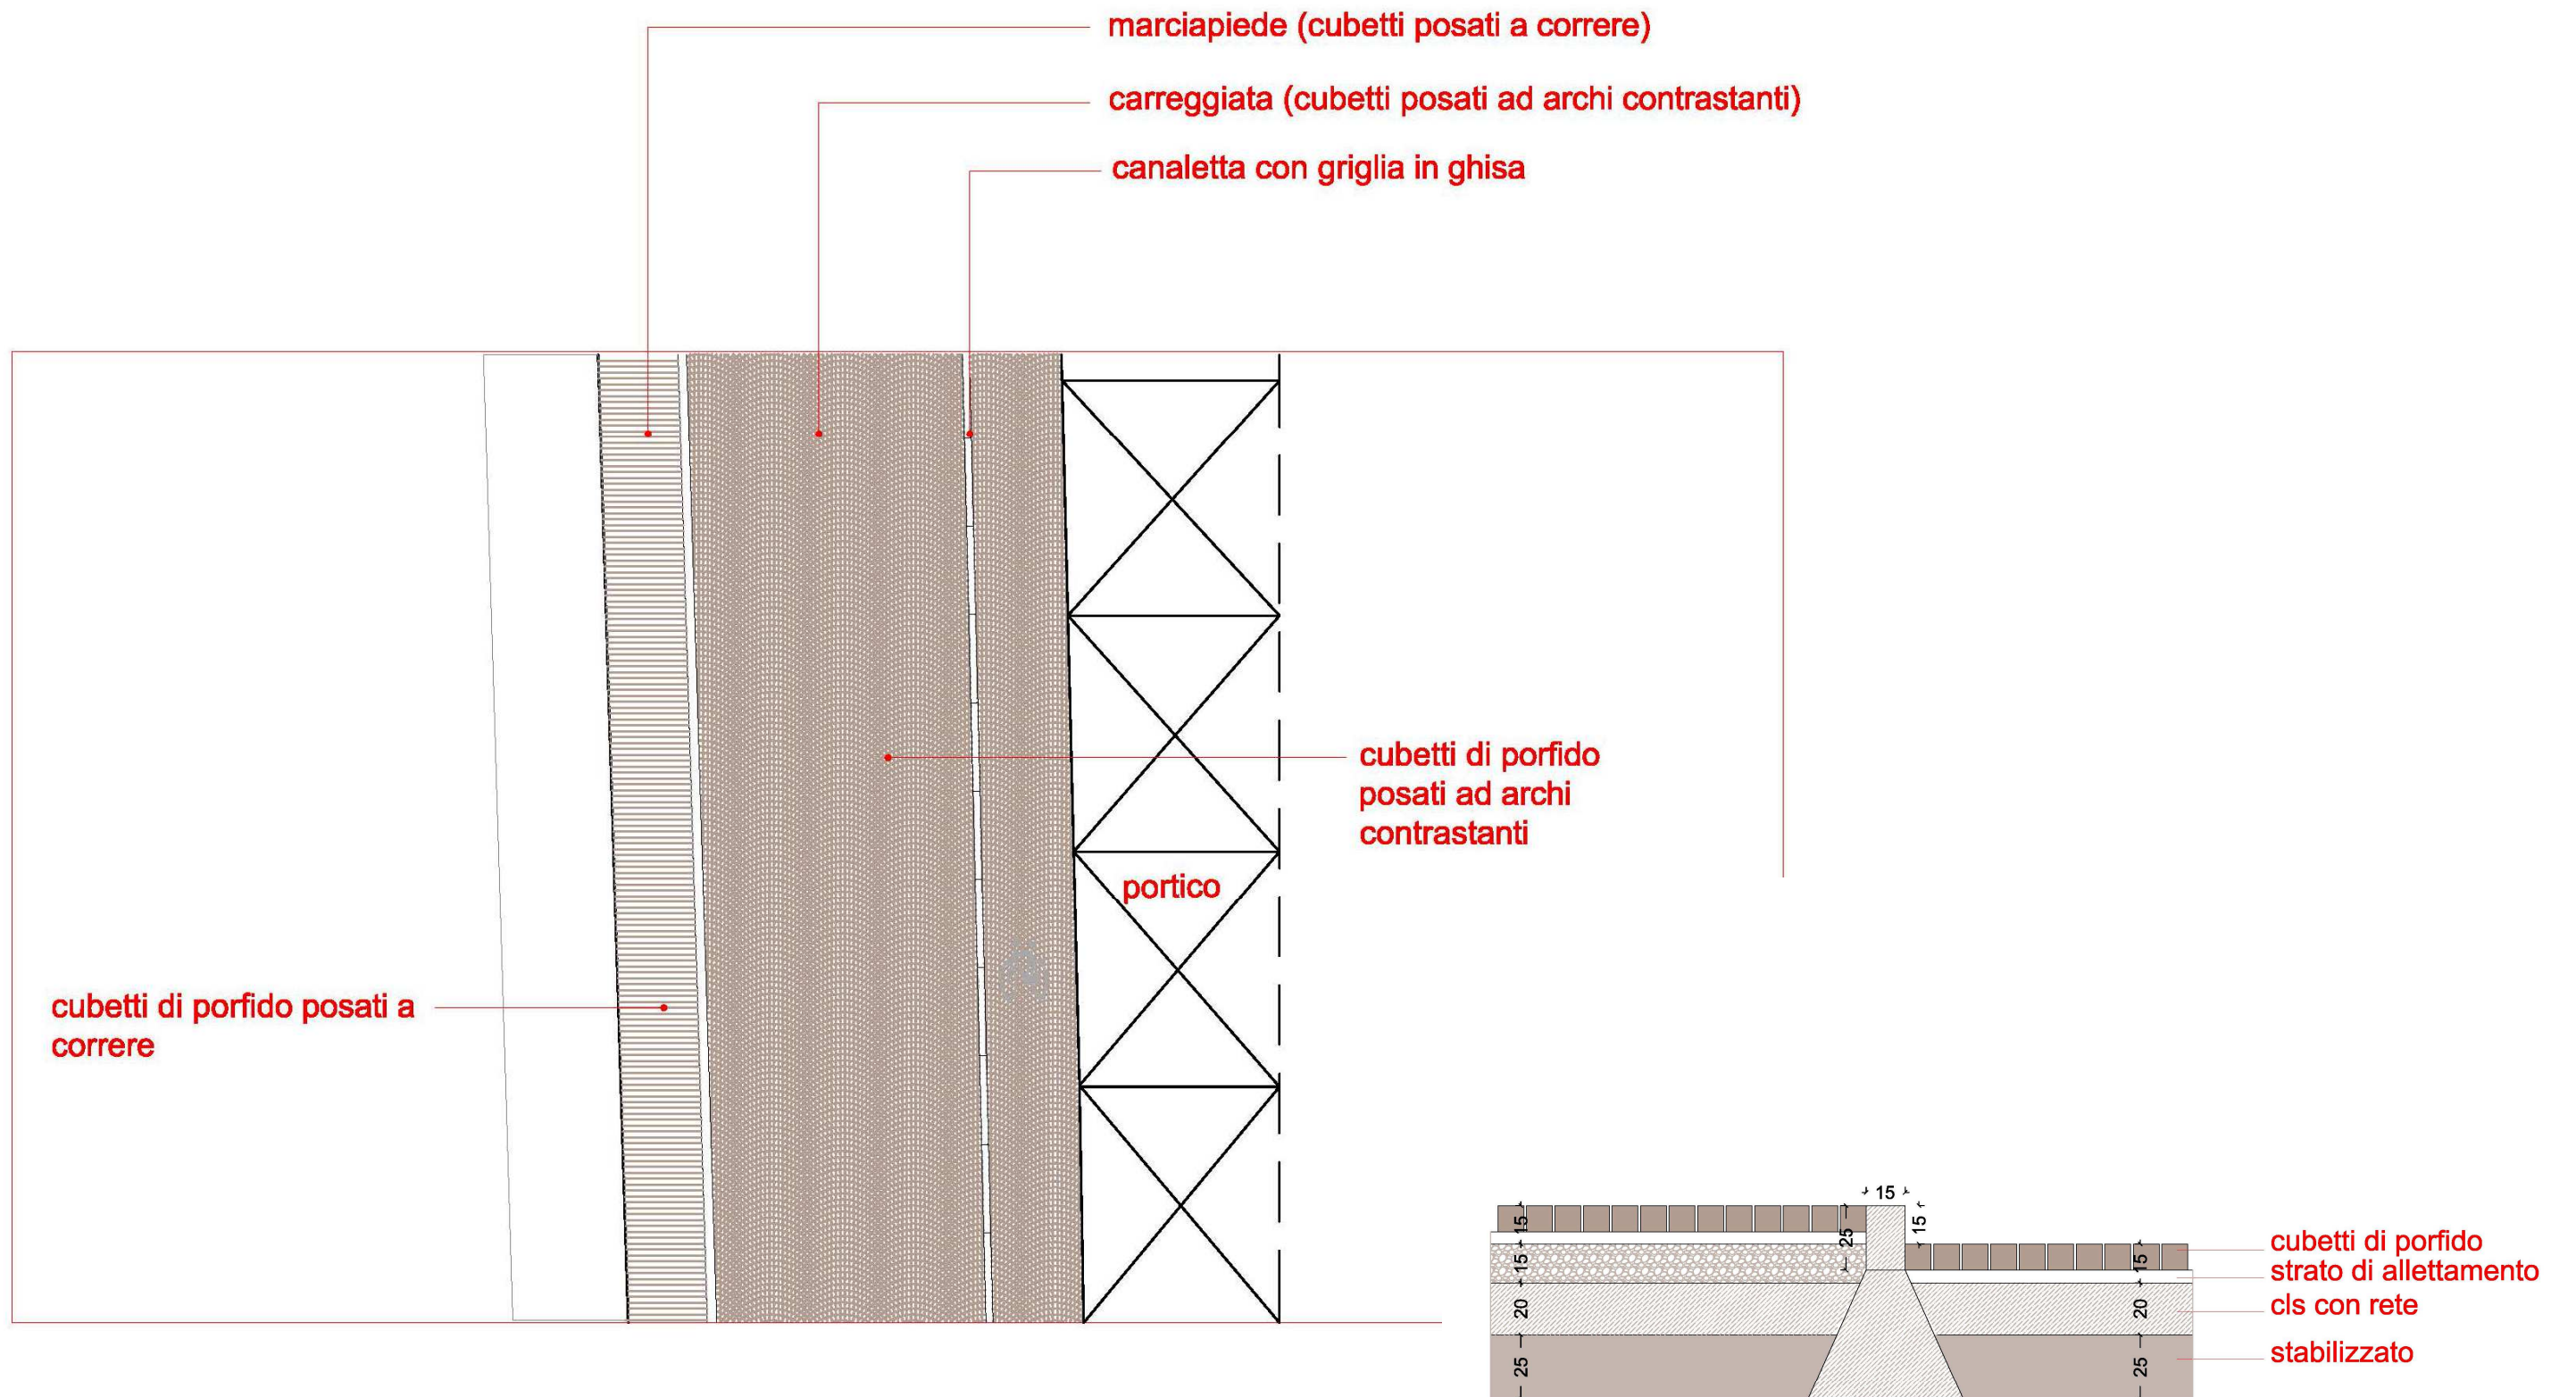 marciapiede (cubetti posati a correre)
carreggiata (cubetti posati ad archi contrastanti)
canaletta con griglia in ghisa
cubetti di porfido
posati ad archi
contrastanti
portico
cubetti di porfido posati a
correre
15
15
25
15
15
15
20
20
25
25
cubetti di porfido
strato di allettamento
cls con rete
stabilizzato